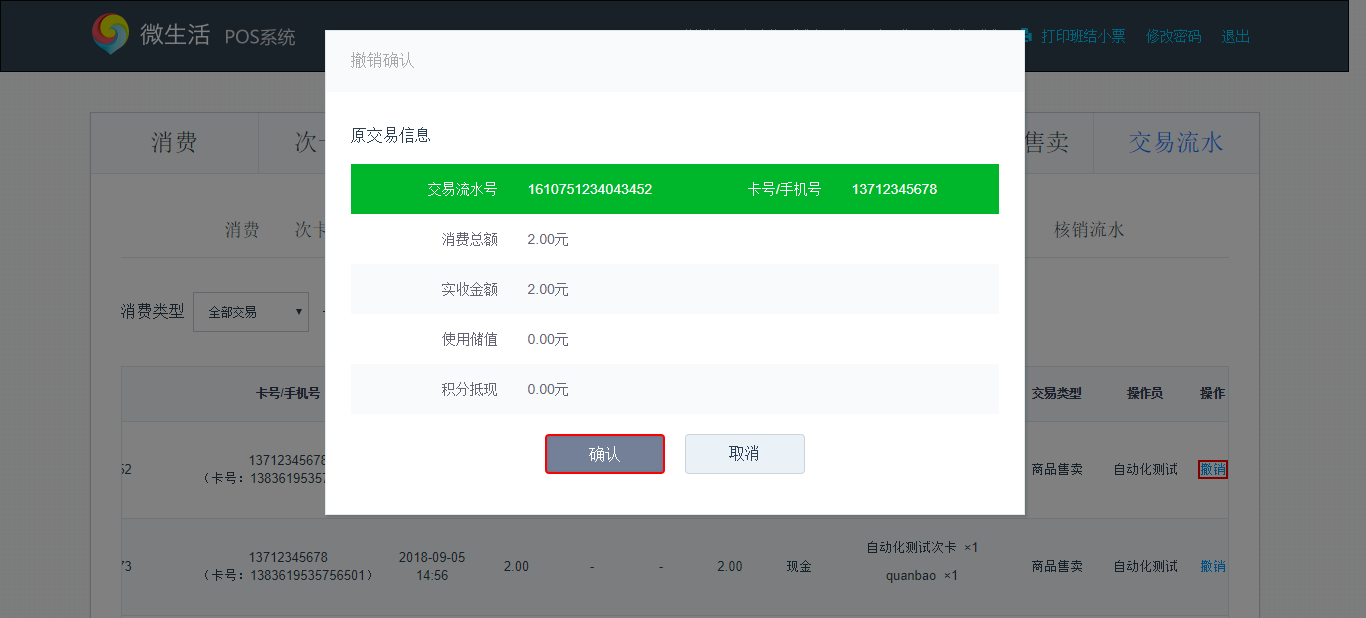 微生活 POS系统
打印班结小票 修改密码 退出
撤销确认
消费 次卡 售卖 交易流水
原交易信息
交易流水号 1610751234043452 卡号/手机号 13712345678
消费 次卡 核销流水
消费总额 2.00元
实收金额 2.00元
消费类型 全部交易
使用储值 0.00元
积分抵现 0.00元
卡号/手机号 交易类型 操作员 操作
确认 取消
13712345678
52 商品售卖 自动化测试 撤销
（卡号：1383619535
13712345678 2018-09-05 自动化测试次卡 ×1
73 2.00 - - 2.00 现金 商品售卖 自动化测试 撤销
（卡号：1383619535756501） 14:56 quanbao ×1